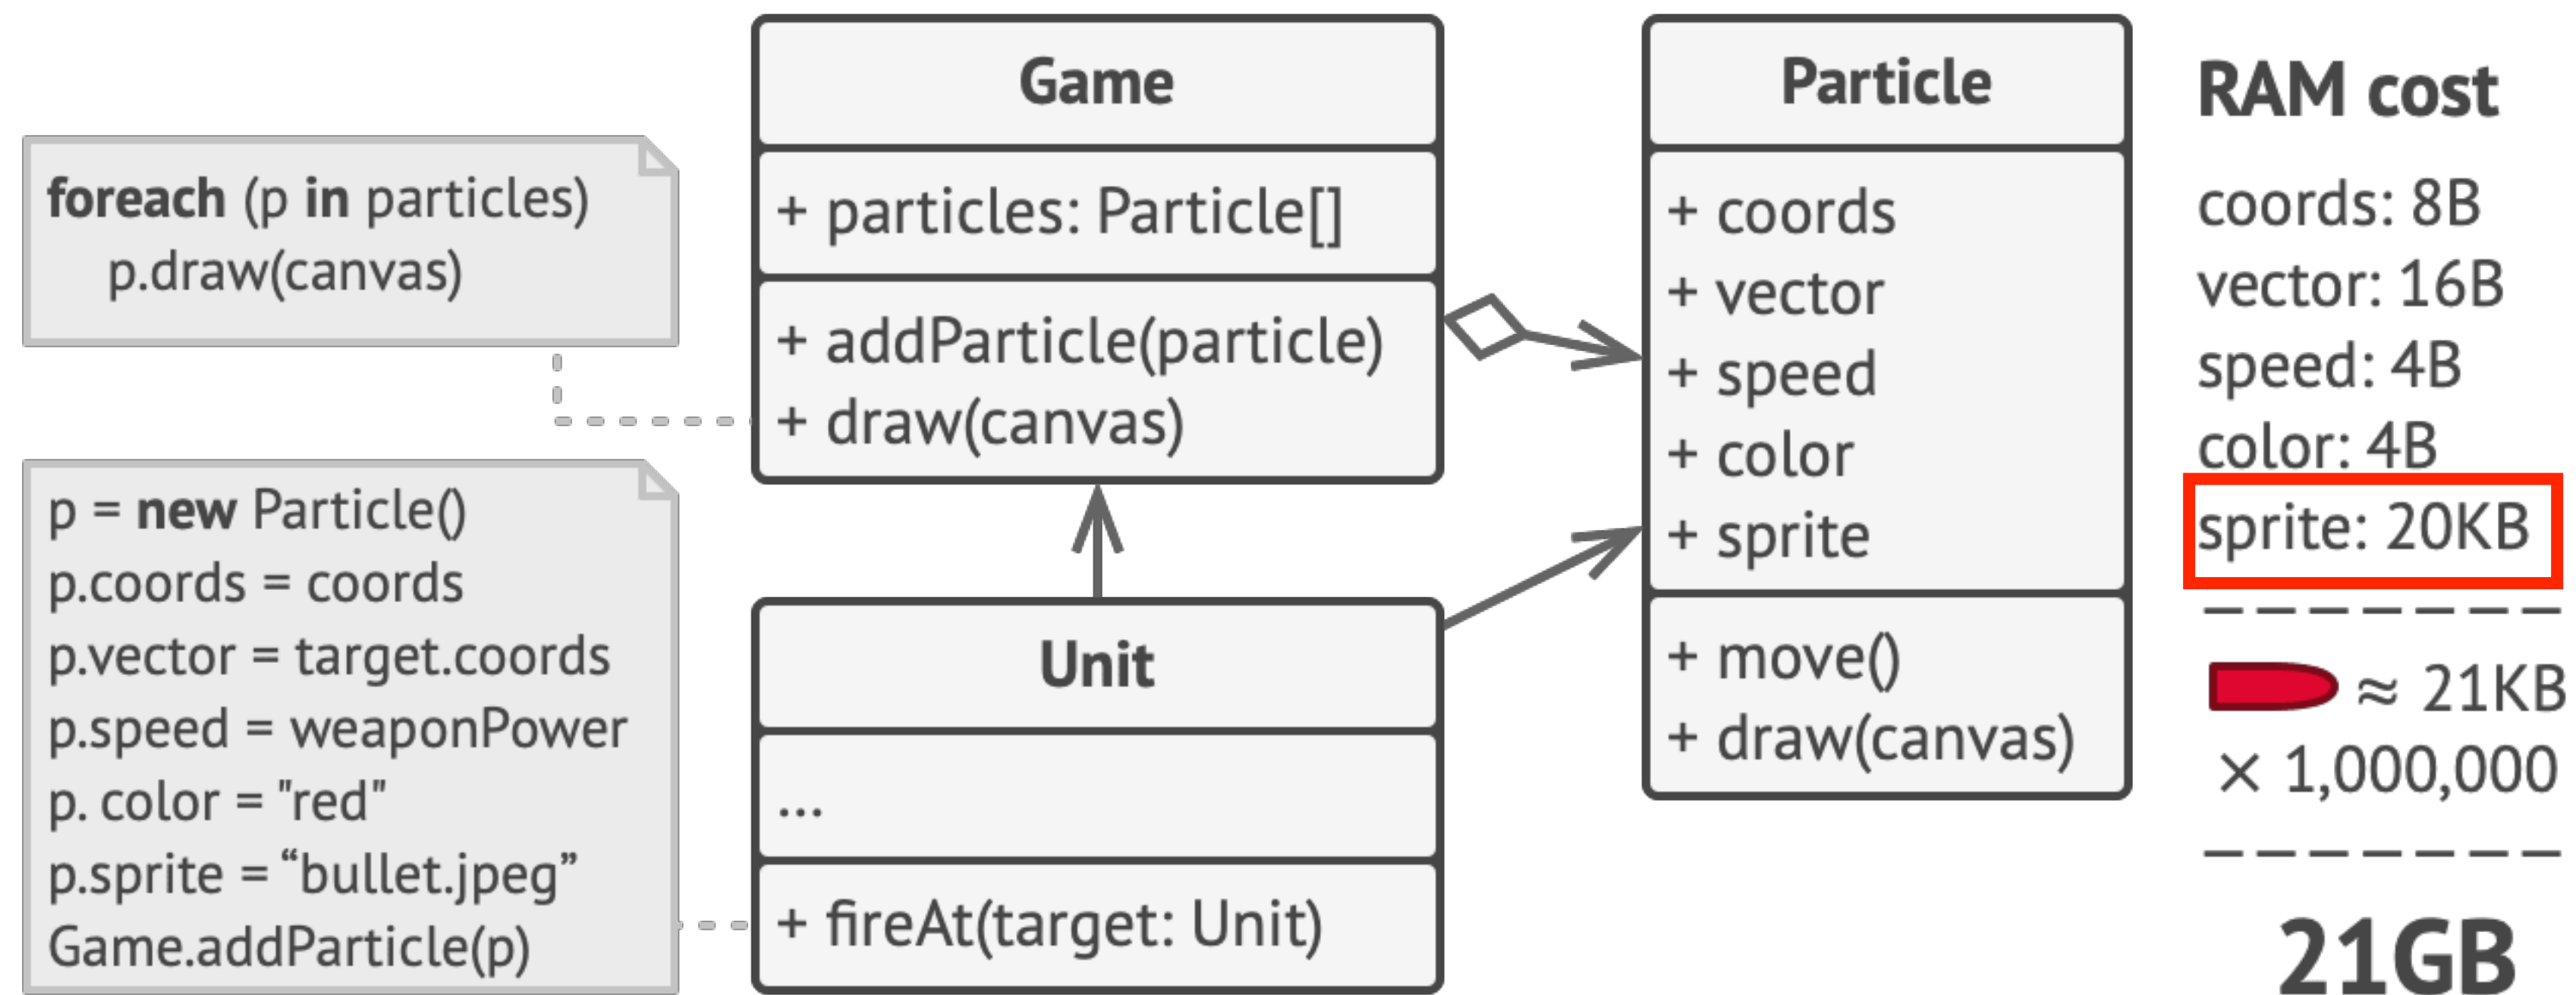 foreach (p in particles)
p.draw(canvas)
p = new Particle()
p.coords = coords
p.vector = target.coords
p.speed = weaponPower
p. color = "red"
p.sprite = “bullet.jpeg”
Game.addParticle(p)
Game
+ particles: Particle[]
+ addParticle(particle)
+ draw(canvas)
Unit
...
+ fireAt(target: Unit)
Particle
+ coords
+ vector
+ speed
+ color
+ sprite
+ move()
+ draw(canvas)
RAM cost
coords: 8B
vector: 16B
speed: 4B
color: 4B
sprite: 20KB
≈ 21KB
× 1,000,000
21GB